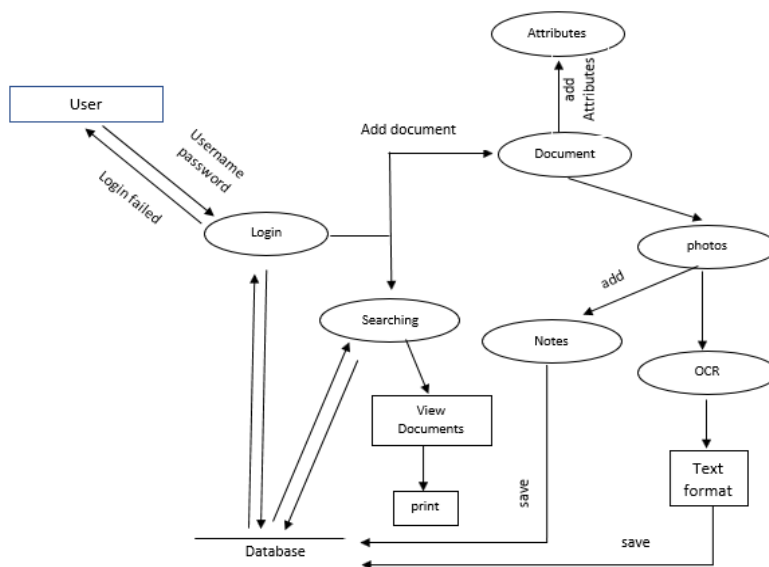 Attributes
add
Attributes
User
Username
password
Login failed
Add document
Document
Login
photos
add
Searching
Notes
OCR
View
Documents
Text
format
print
save
save
Database